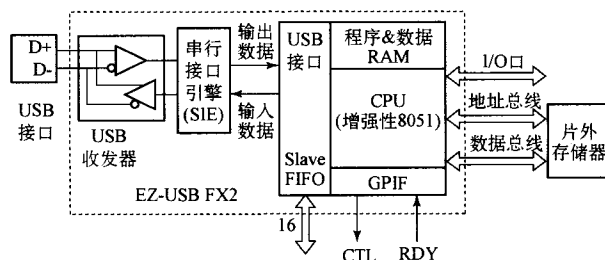 D+
D-
USB
接口
USB
收发器
串行
接口
引擎
(SIE)
输出
数据
输入
数据
USB
接口
Slave
FIFO
程序&数据
RAM
CPU
(增强性8051)
GPIF
I/O口
地址总线
数据总线
片外
存储器
EZ-USB FX2
16
CTL
RDY